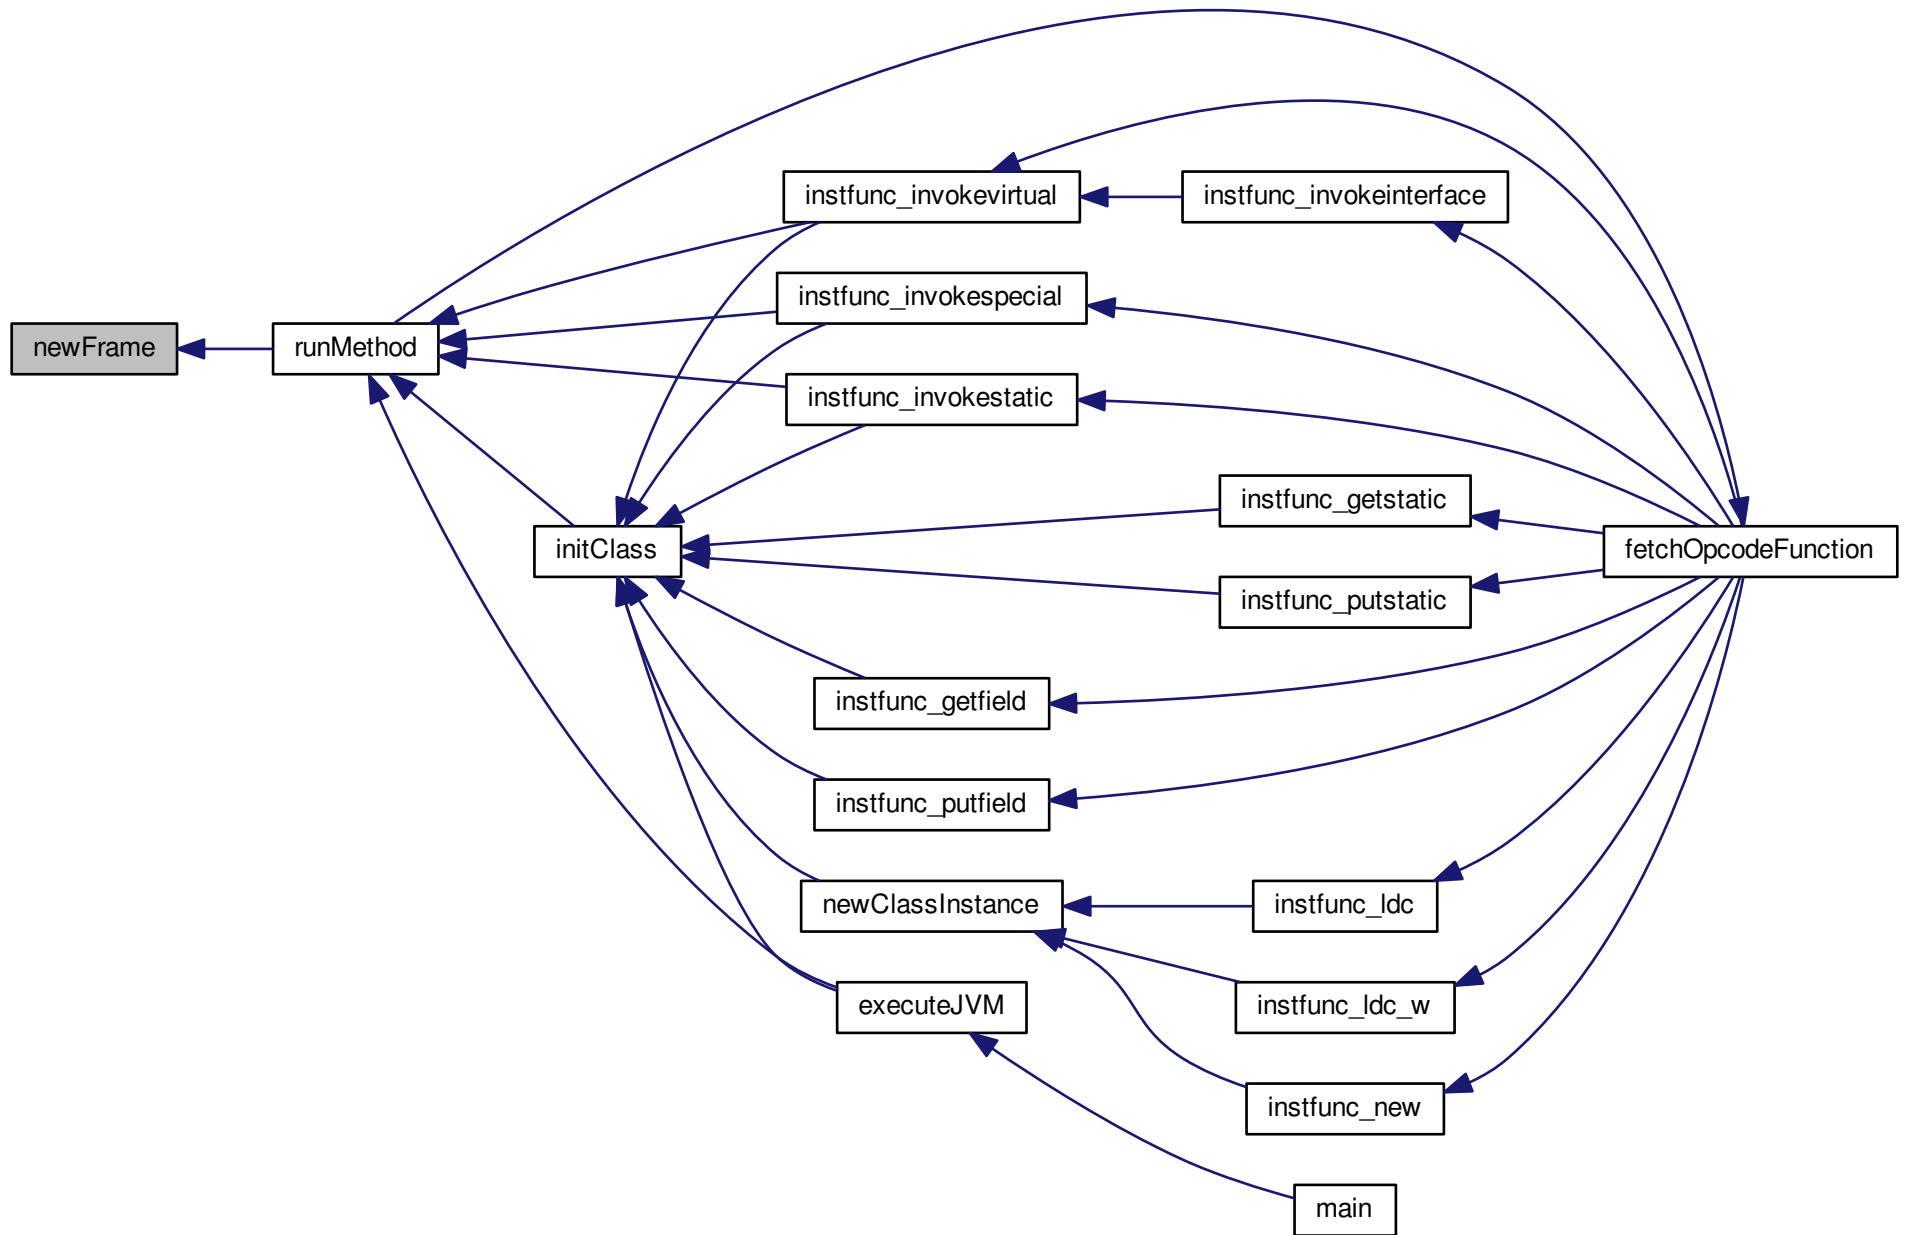 instfunc_invokevirtual
instfunc_invokeinterface
instfunc_invokespecial
newFrame
runMethod
instfunc_invokestatic
instfunc_getstatic
initClass
fetchOpcodeFunction
instfunc_putstatic
instfunc_getfield
instfunc_putfield
newClassInstance
instfunc_ldc
executeJVM
instfunc_ldc_w
instfunc_new
main